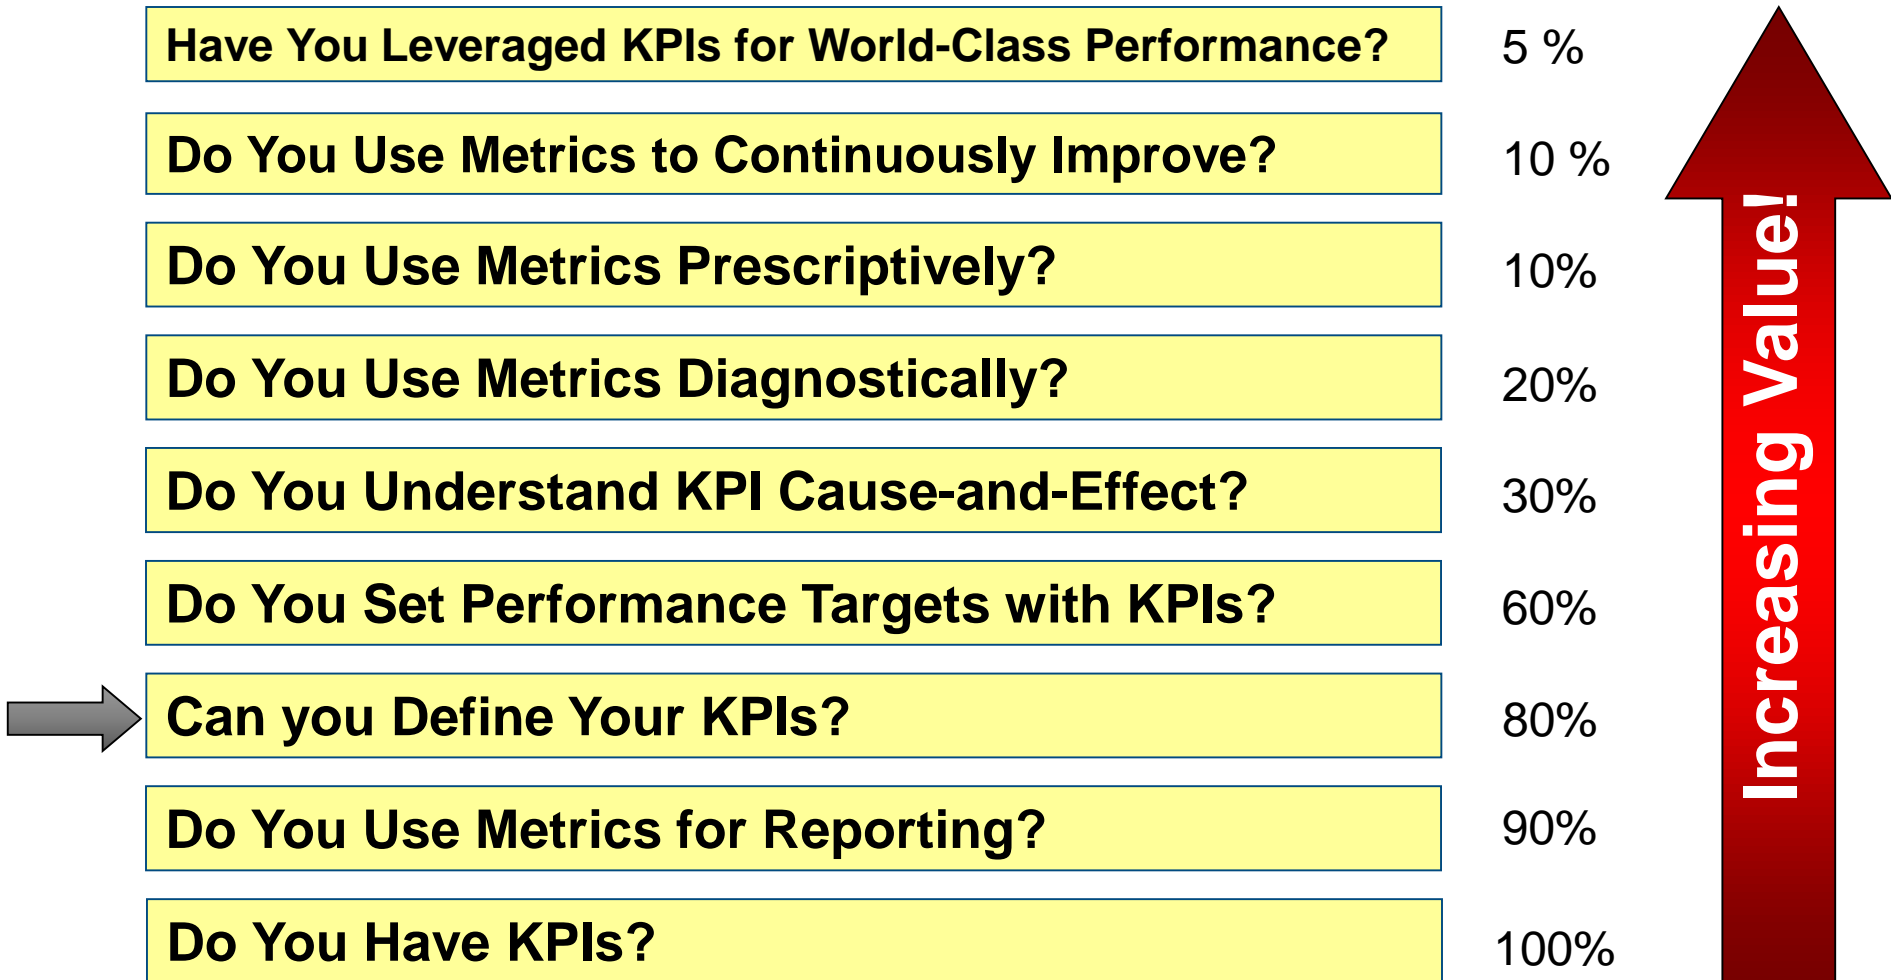 Have You Leveraged KPIs for World-Class Performance? 5 %
Do You Use Metrics to Continuously Improve? 10 %
Do You Use Metrics Prescriptively? 10%
Do You Use Metrics Diagnostically? 20%
Do You Understand KPI Cause-and-Effect? 30%
Do You Set Performance Targets with KPIs? 60%
Can you Define Your KPIs? 80%
Do You Use Metrics for Reporting? 90%
Do You Have KPIs? 100%
Increasing Value!